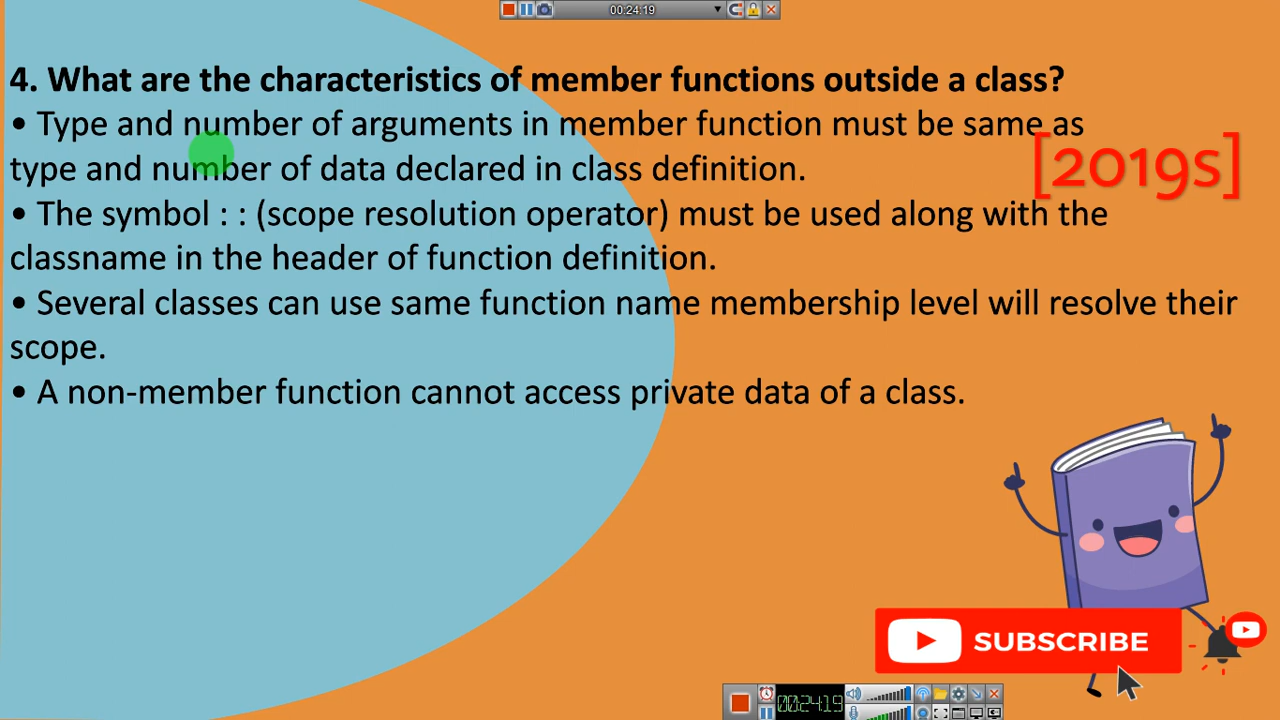 00:24:19
4. What are the characteristics of member functions outside a class?
• Type and number of arguments in member function must be same as
type and number of data declared in class definition.
[2019s]
• The symbol : : (scope resolution operator) must be used along with the
classname in the header of function definition.
• Several classes can use same function name membership level will resolve their
scope.
• A non-member function cannot access private data of a class.
SUBSCRIBE
00:24:19